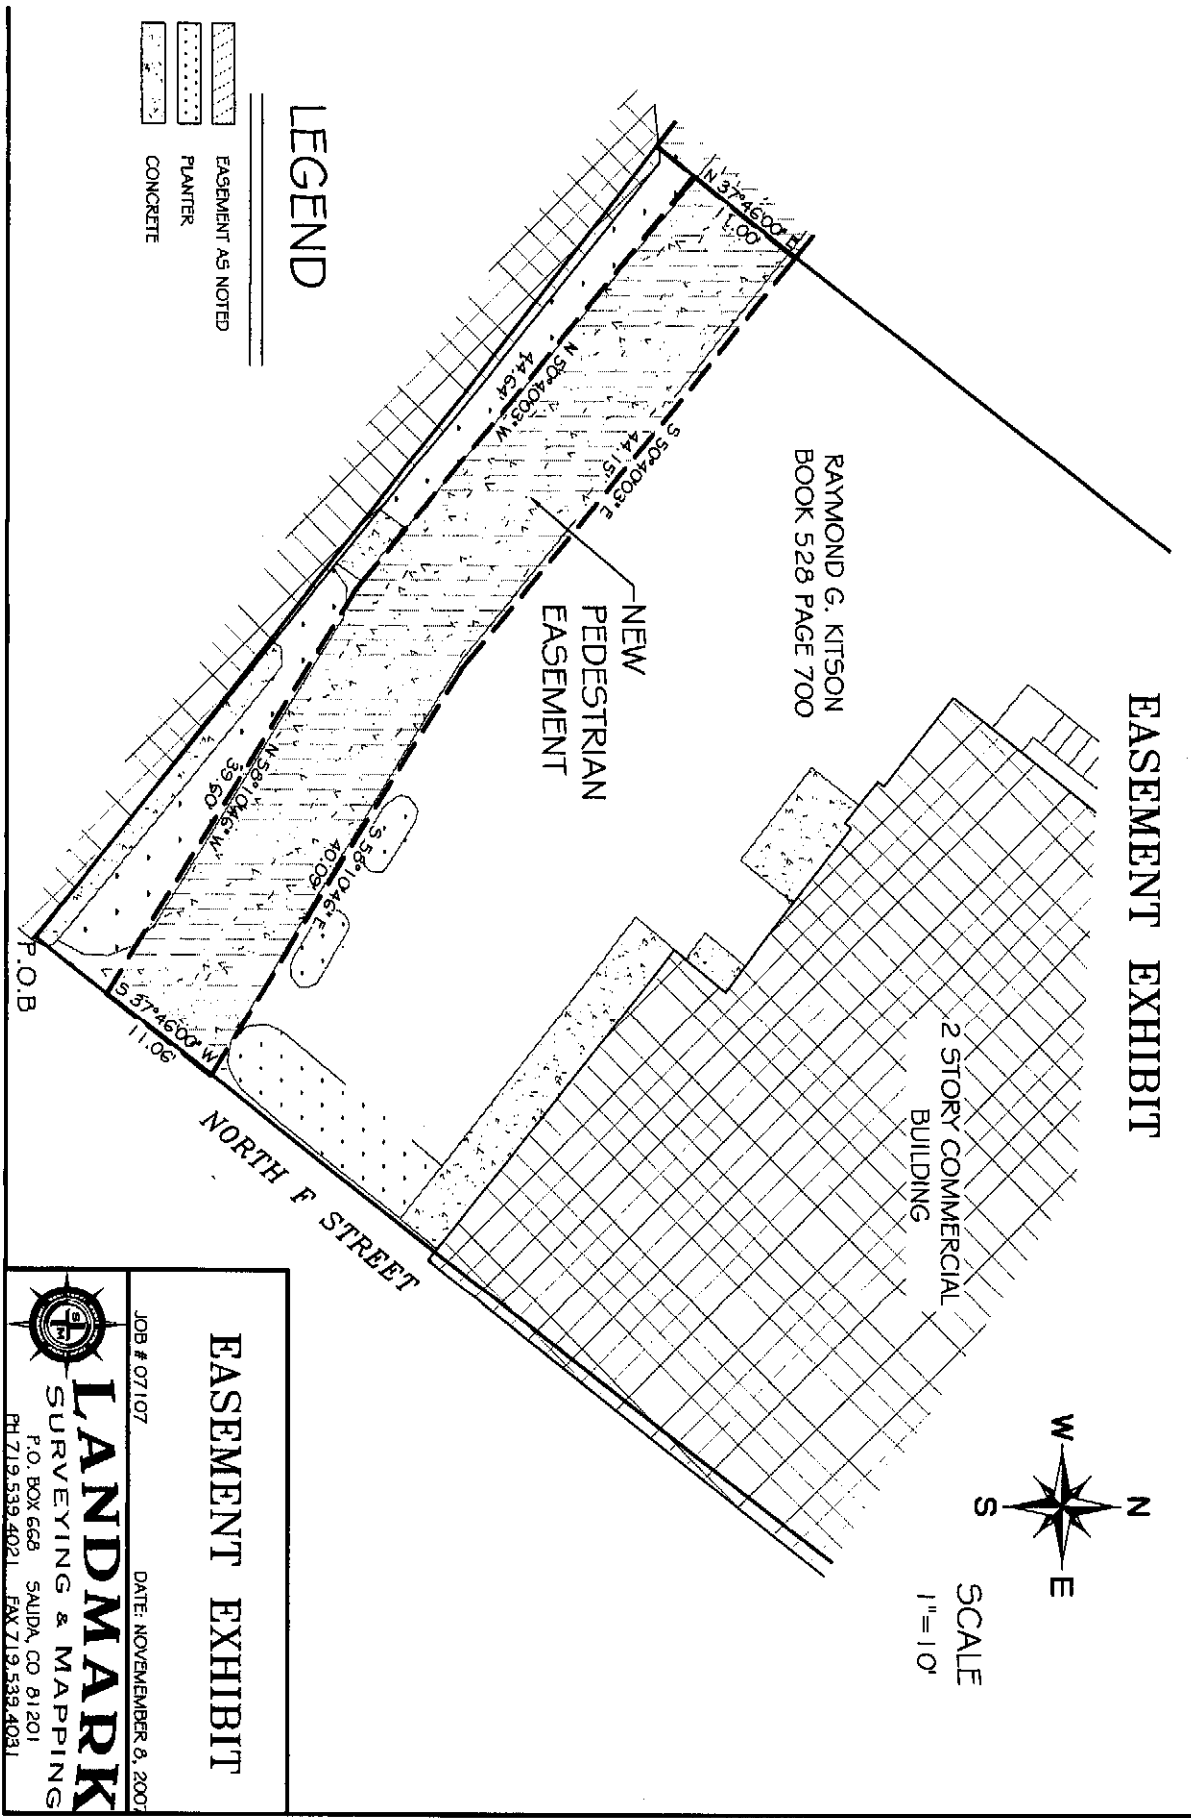 EASEMENT EXHIBIT
W
N
S
E
SCALE
1"=10'
2 STORY COMMERCIAL
BUILDING
RAYMOND G. KITSON
BOOK 528 PAGE 700
NEW
PEDESTRIAN
EASEMENT
N 37°46'00" E
11.00'
S 50°40'03" E
44.15'
N 50°40'03" W
44.64'
S 58°10'46" E
40.09'
N 58°10'46" W
39.60'
S 37°46'00" W
11.06'
NORTH F STREET
P.O.B
LEGEND
EASEMENT AS NOTED
PLANTER
CONCRETE
EASEMENT EXHIBIT
JOB # 07107
DATE: NOVEMEMBER 8, 2007
S
L
M
LANDMARK
SURVEYING & MAPPING
P.O. BOX 668 SALIDA, CO 81201
PH 719.539.4021 FAX 719.539.4031